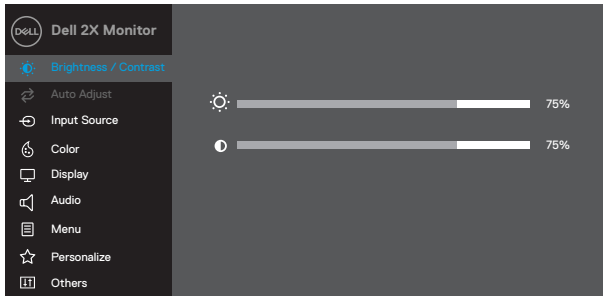 DELL Dell 2X Monitor
Brightness / Contrast
Auto Adjust
75%
Input Source
Color
75%
Display
Audio
Menu
Personalize
Others